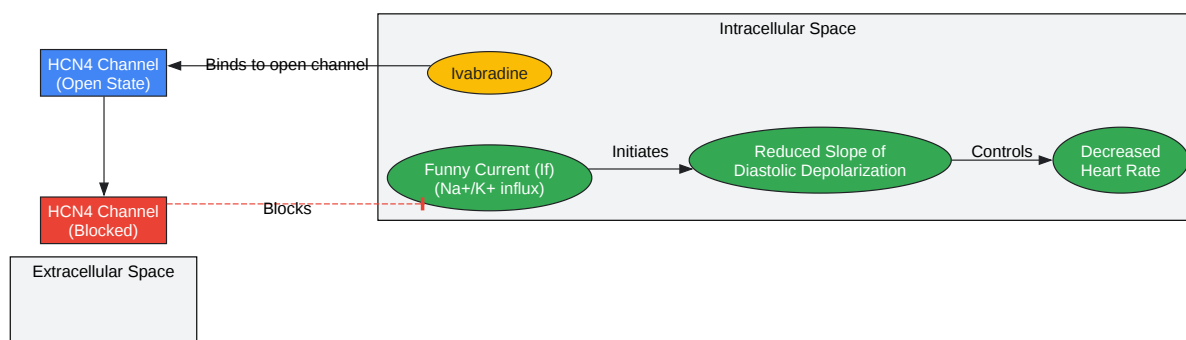 Intracellular Space
HCN4 Channel
(Open State)
Binds to open channel
Ivabradine
Funny Current (If)
(Na+/K+ influx)
Initiates
Reduced Slope of
Diastolic Depolarization
Controls
Decreased
Heart Rate
HCN4 Channel
(Blocked)
Blocks
Extracellular Space